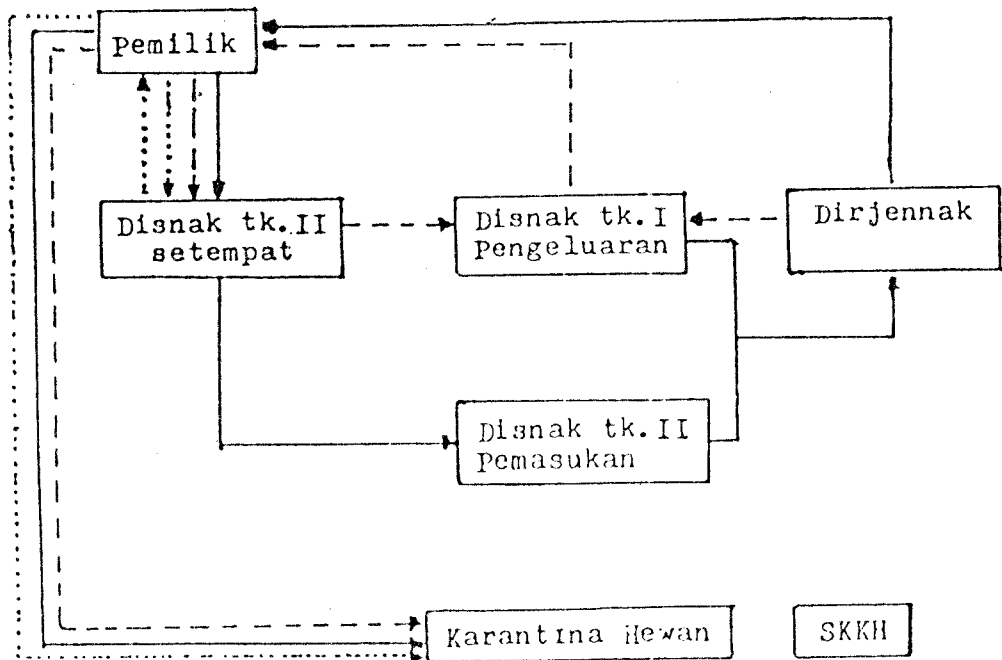 Pemilik
Disnak tk.II
setempat
Disnak tk.I
Pengeluaran
Dirjennak
Disnak tk.II
Pemasukan
Karantina Hewan
SKKH